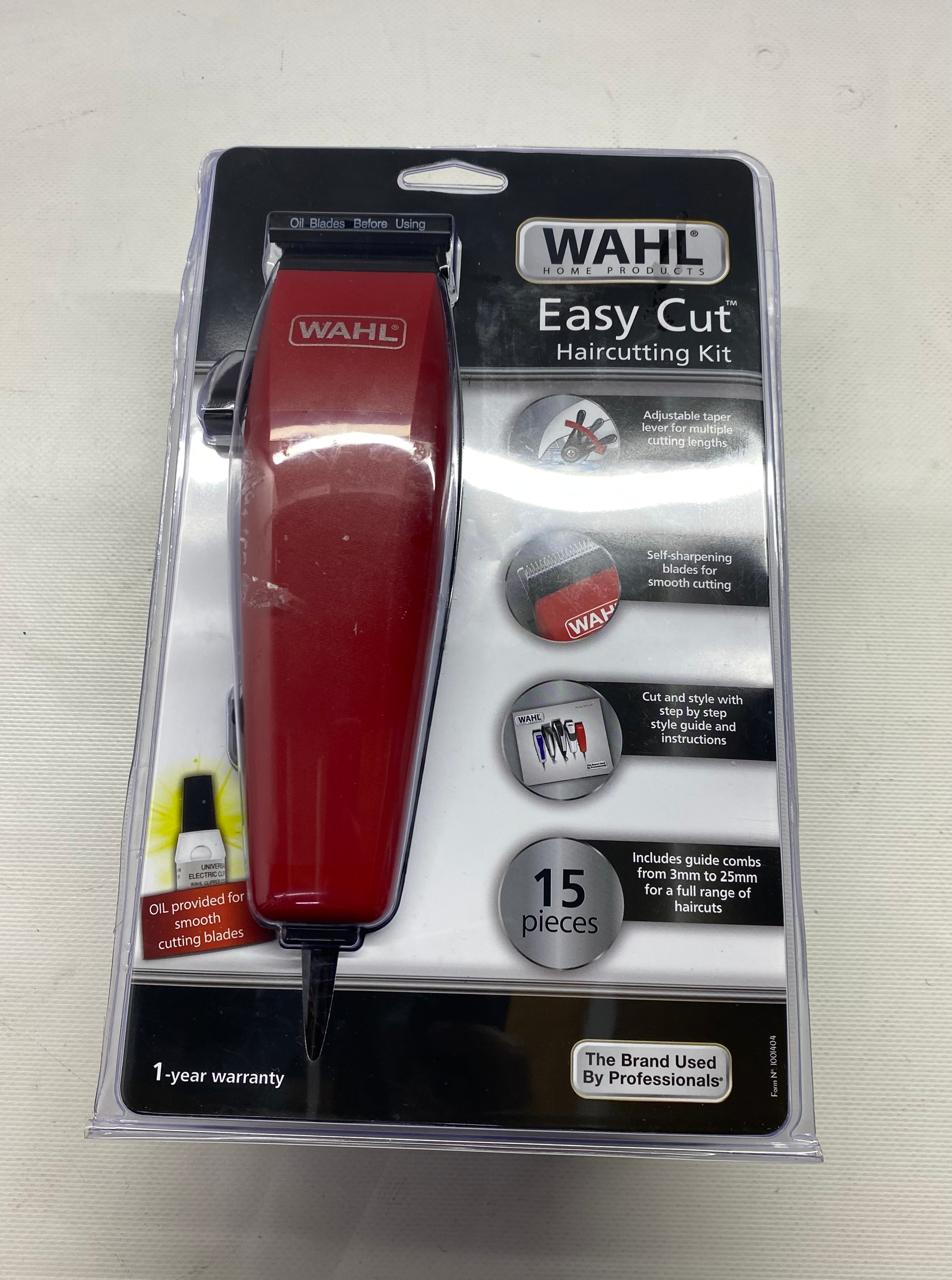 Oil Blades Before Using
WAHL®
HOME PRODUCTS
Easy Cut™
Haircutting Kit
WAHL®
Adjustable taper
lever for multiple
cutting lengths
Self-sharpening
blades for
smooth cutting
WAH
Cut and style with
step by step
style guide and
instructions
WAHL
15
pieces
Includes guide combs
from 3mm to 25mm
for a full range of
haircuts
ELECTRIC
OIL provided for
smooth
cutting blades
1-year warranty
The Brand Used
By Professionals®
Form Nº. 1001404